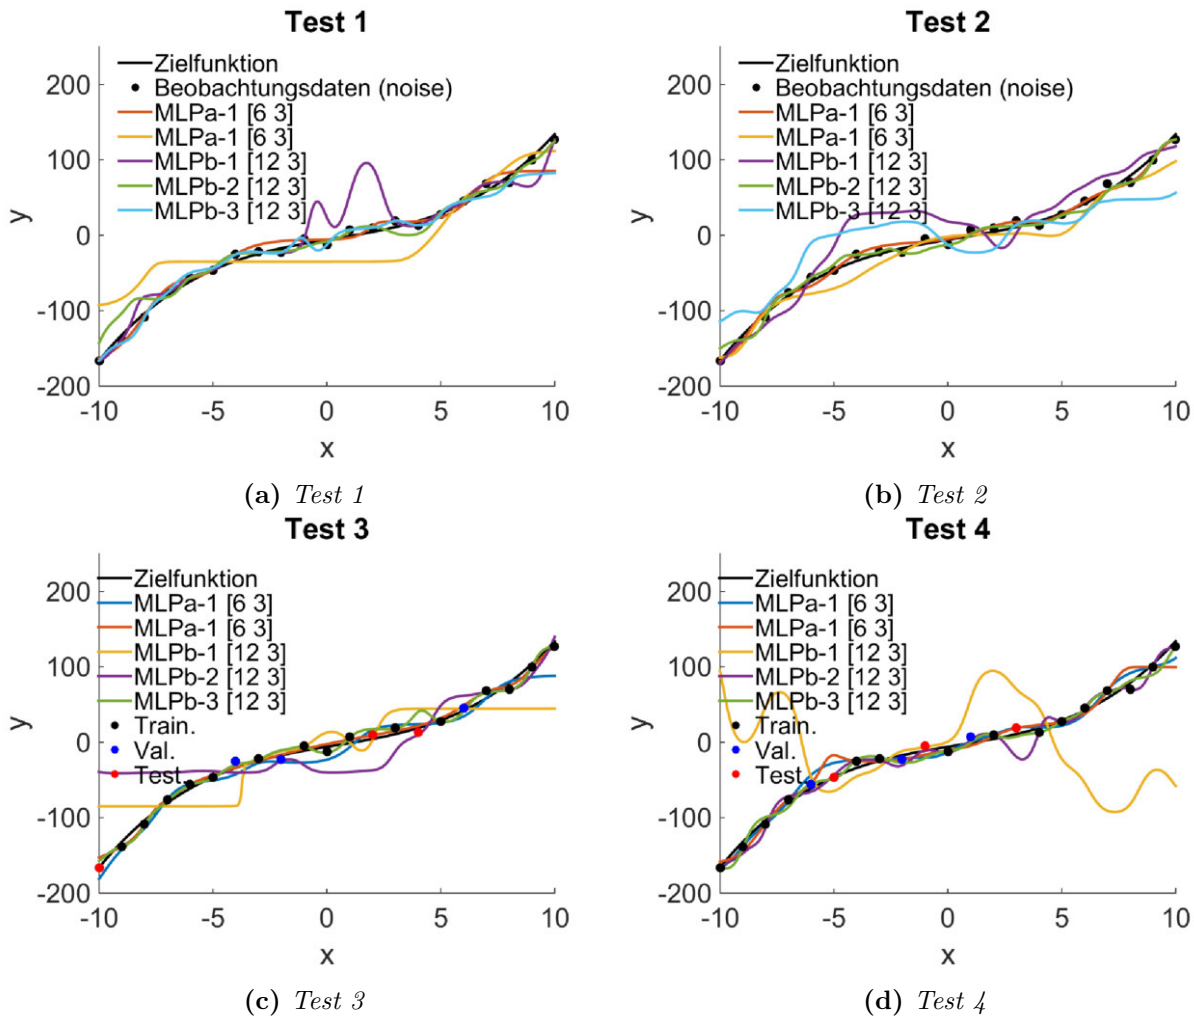 Test 1
Zielfunktion
Beobachtungsdaten (noise)
MLPa-1 [6 3]
MLPa-1 [6 3]
MLPb-1 [12 3]
MLPb-2 [12 3]
MLPb-3 [12 3]
200
100
0
-100
-200
y
-10 -5 0 5 10
x
(a) Test 1
Test 2
Zielfunktion
Beobachtungsdaten (noise)
MLPa-1 [6 3]
MLPa-1 [6 3]
MLPb-1 [12 3]
MLPb-2 [12 3]
MLPb-3 [12 3]
200
100
0
-100
-200
y
-10 -5 0 5 10
x
(b) Test 2
Test 3
Zielfunktion
MLPa-1 [6 3]
MLPa-1 [6 3]
MLPb-1 [12 3]
MLPb-2 [12 3]
MLPb-3 [12 3]
Train.
Val.
Test.
200
100
0
-100
-200
y
-10 -5 0 5 10
x
(c) Test 3
Test 4
Zielfunktion
MLPa-1 [6 3]
MLPa-1 [6 3]
MLPb-1 [12 3]
MLPb-2 [12 3]
MLPb-3 [12 3]
Train.
Val.
Test.
200
100
0
-100
-200
y
-10 -5 0 5 10
x
(d) Test 4